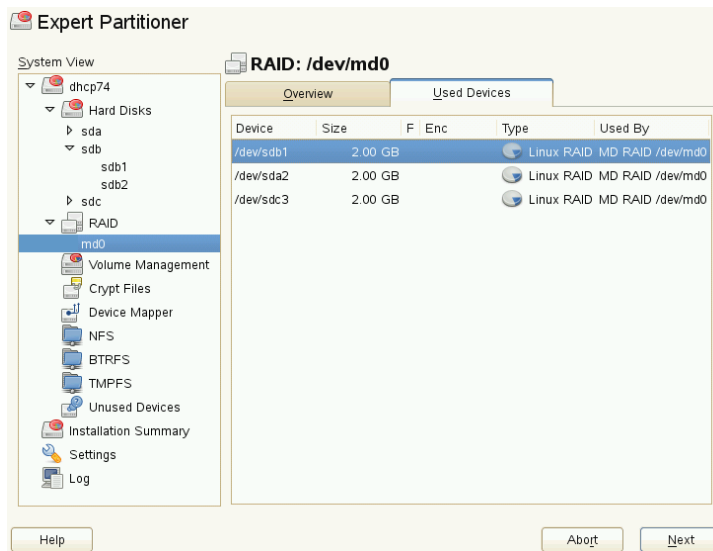 Expert Partitioner
System View
dhcp74
Hard Disks
sda
sdb
sdb1
sdb2
sdc
RAID
md0
Volume Management
Crypt Files
Device Mapper
NFS
BTRFS
TMPFS
Unused Devices
Installation Summary
Settings
Log
RAID: /dev/md0
Overview Used Devices
Device Size F Enc Type Used By
/dev/sdb1 2.00 GB Linux RAID MD RAID /dev/md0
/dev/sda2 2.00 GB Linux RAID MD RAID /dev/md0
/dev/sdc3 2.00 GB Linux RAID MD RAID /dev/md0
Help Abort Next